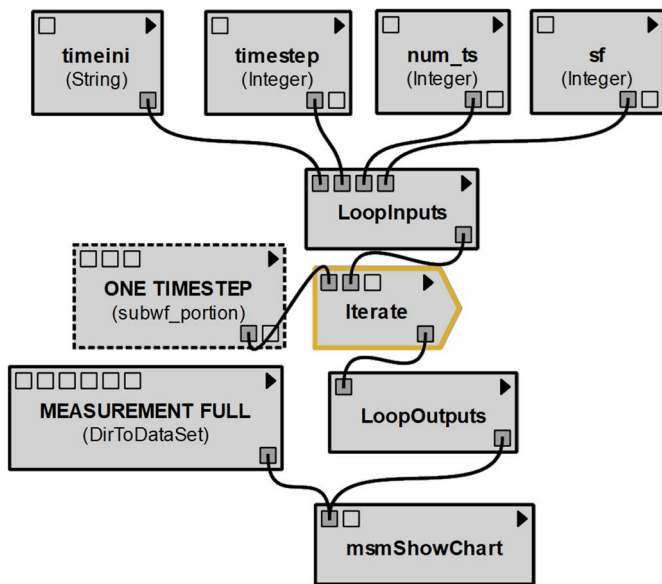 timeini
(String)
timestep
(Integer)
num_ts
(Integer)
sf
(Integer)
LoopInputs
ONE TIMESTEP
(subwf_portion)
Iterate
MEASUREMENT FULL
(DirToDataSet)
LoopOutputs
msmShowChart